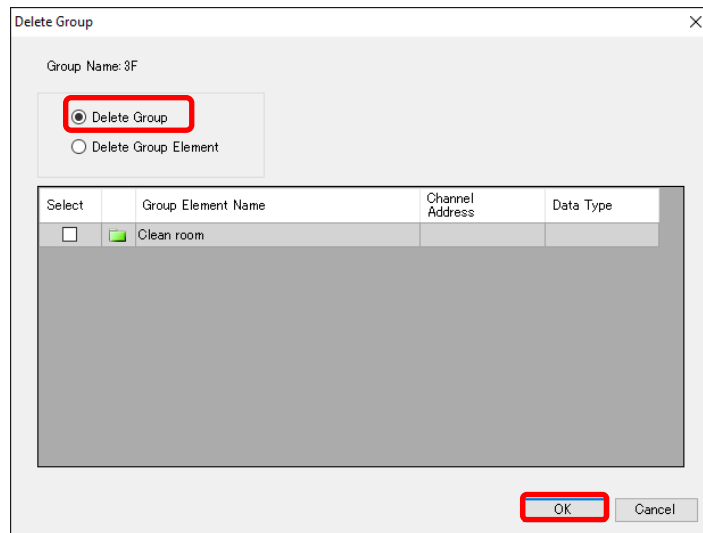 Delete Group
Group Name: 3F
Delete Group
Delete Group Element
Select Group Element Name Channel Address Data Type
Clean room
OK Cancel